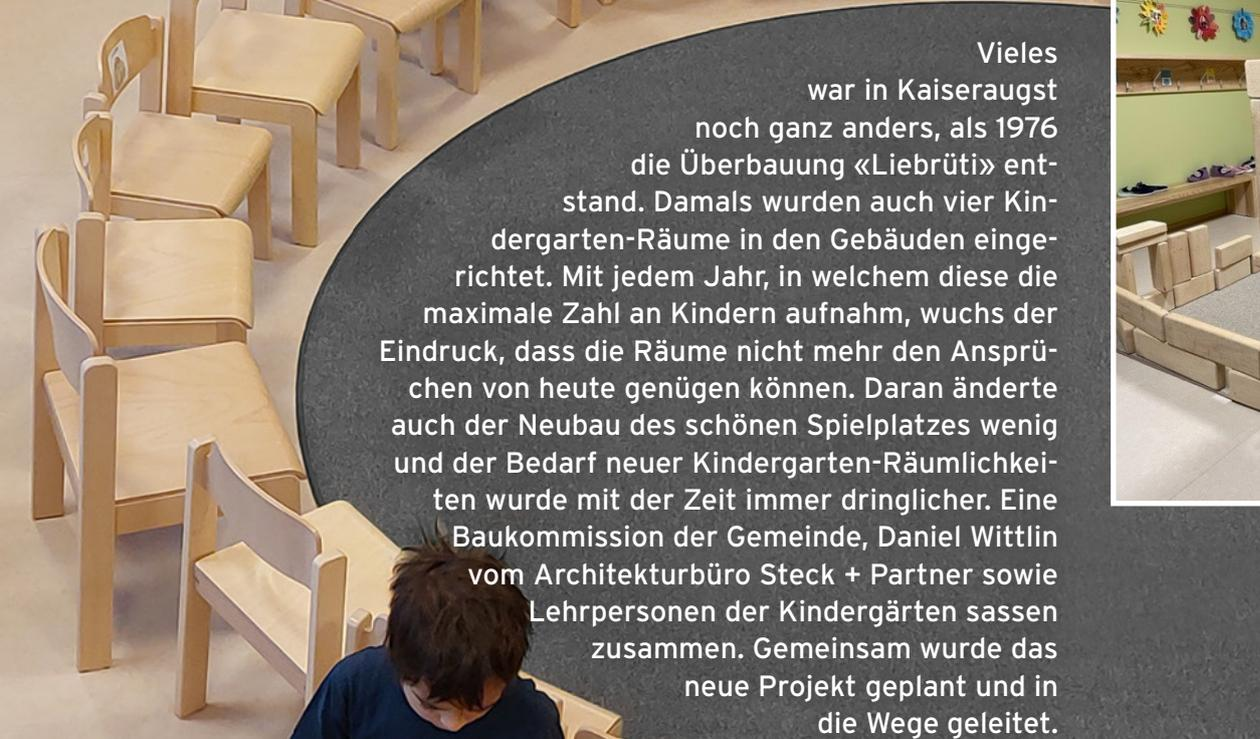 Vieles
war in Kaiseraugst
noch ganz anders, als 1976
die Überbauung «Liebrüti» ent-
stand. Damals wurden auch vier Kin-
dergarten-Räume in den Gebäuden einge-
richtet. Mit jedem Jahr, in welchem diese die
maximale Zahl an Kindern aufnahm, wuchs der
Eindruck, dass die Räume nicht mehr den Ansprü-
chen von heute genügen können. Daran änderte
auch der Neubau des schönen Spielplatzes wenig
und der Bedarf neuer Kindergarten-Räumlichkei-
ten wurde mit der Zeit immer dringlicher. Eine
Baukommission der Gemeinde, Daniel Wittlin
vom Architekturbüro Steck + Partner sowie
Lehrpersonen der Kindergärten sassen
zusammen. Gemeinsam wurde das
neue Projekt geplant und in
die Wege geleitet.